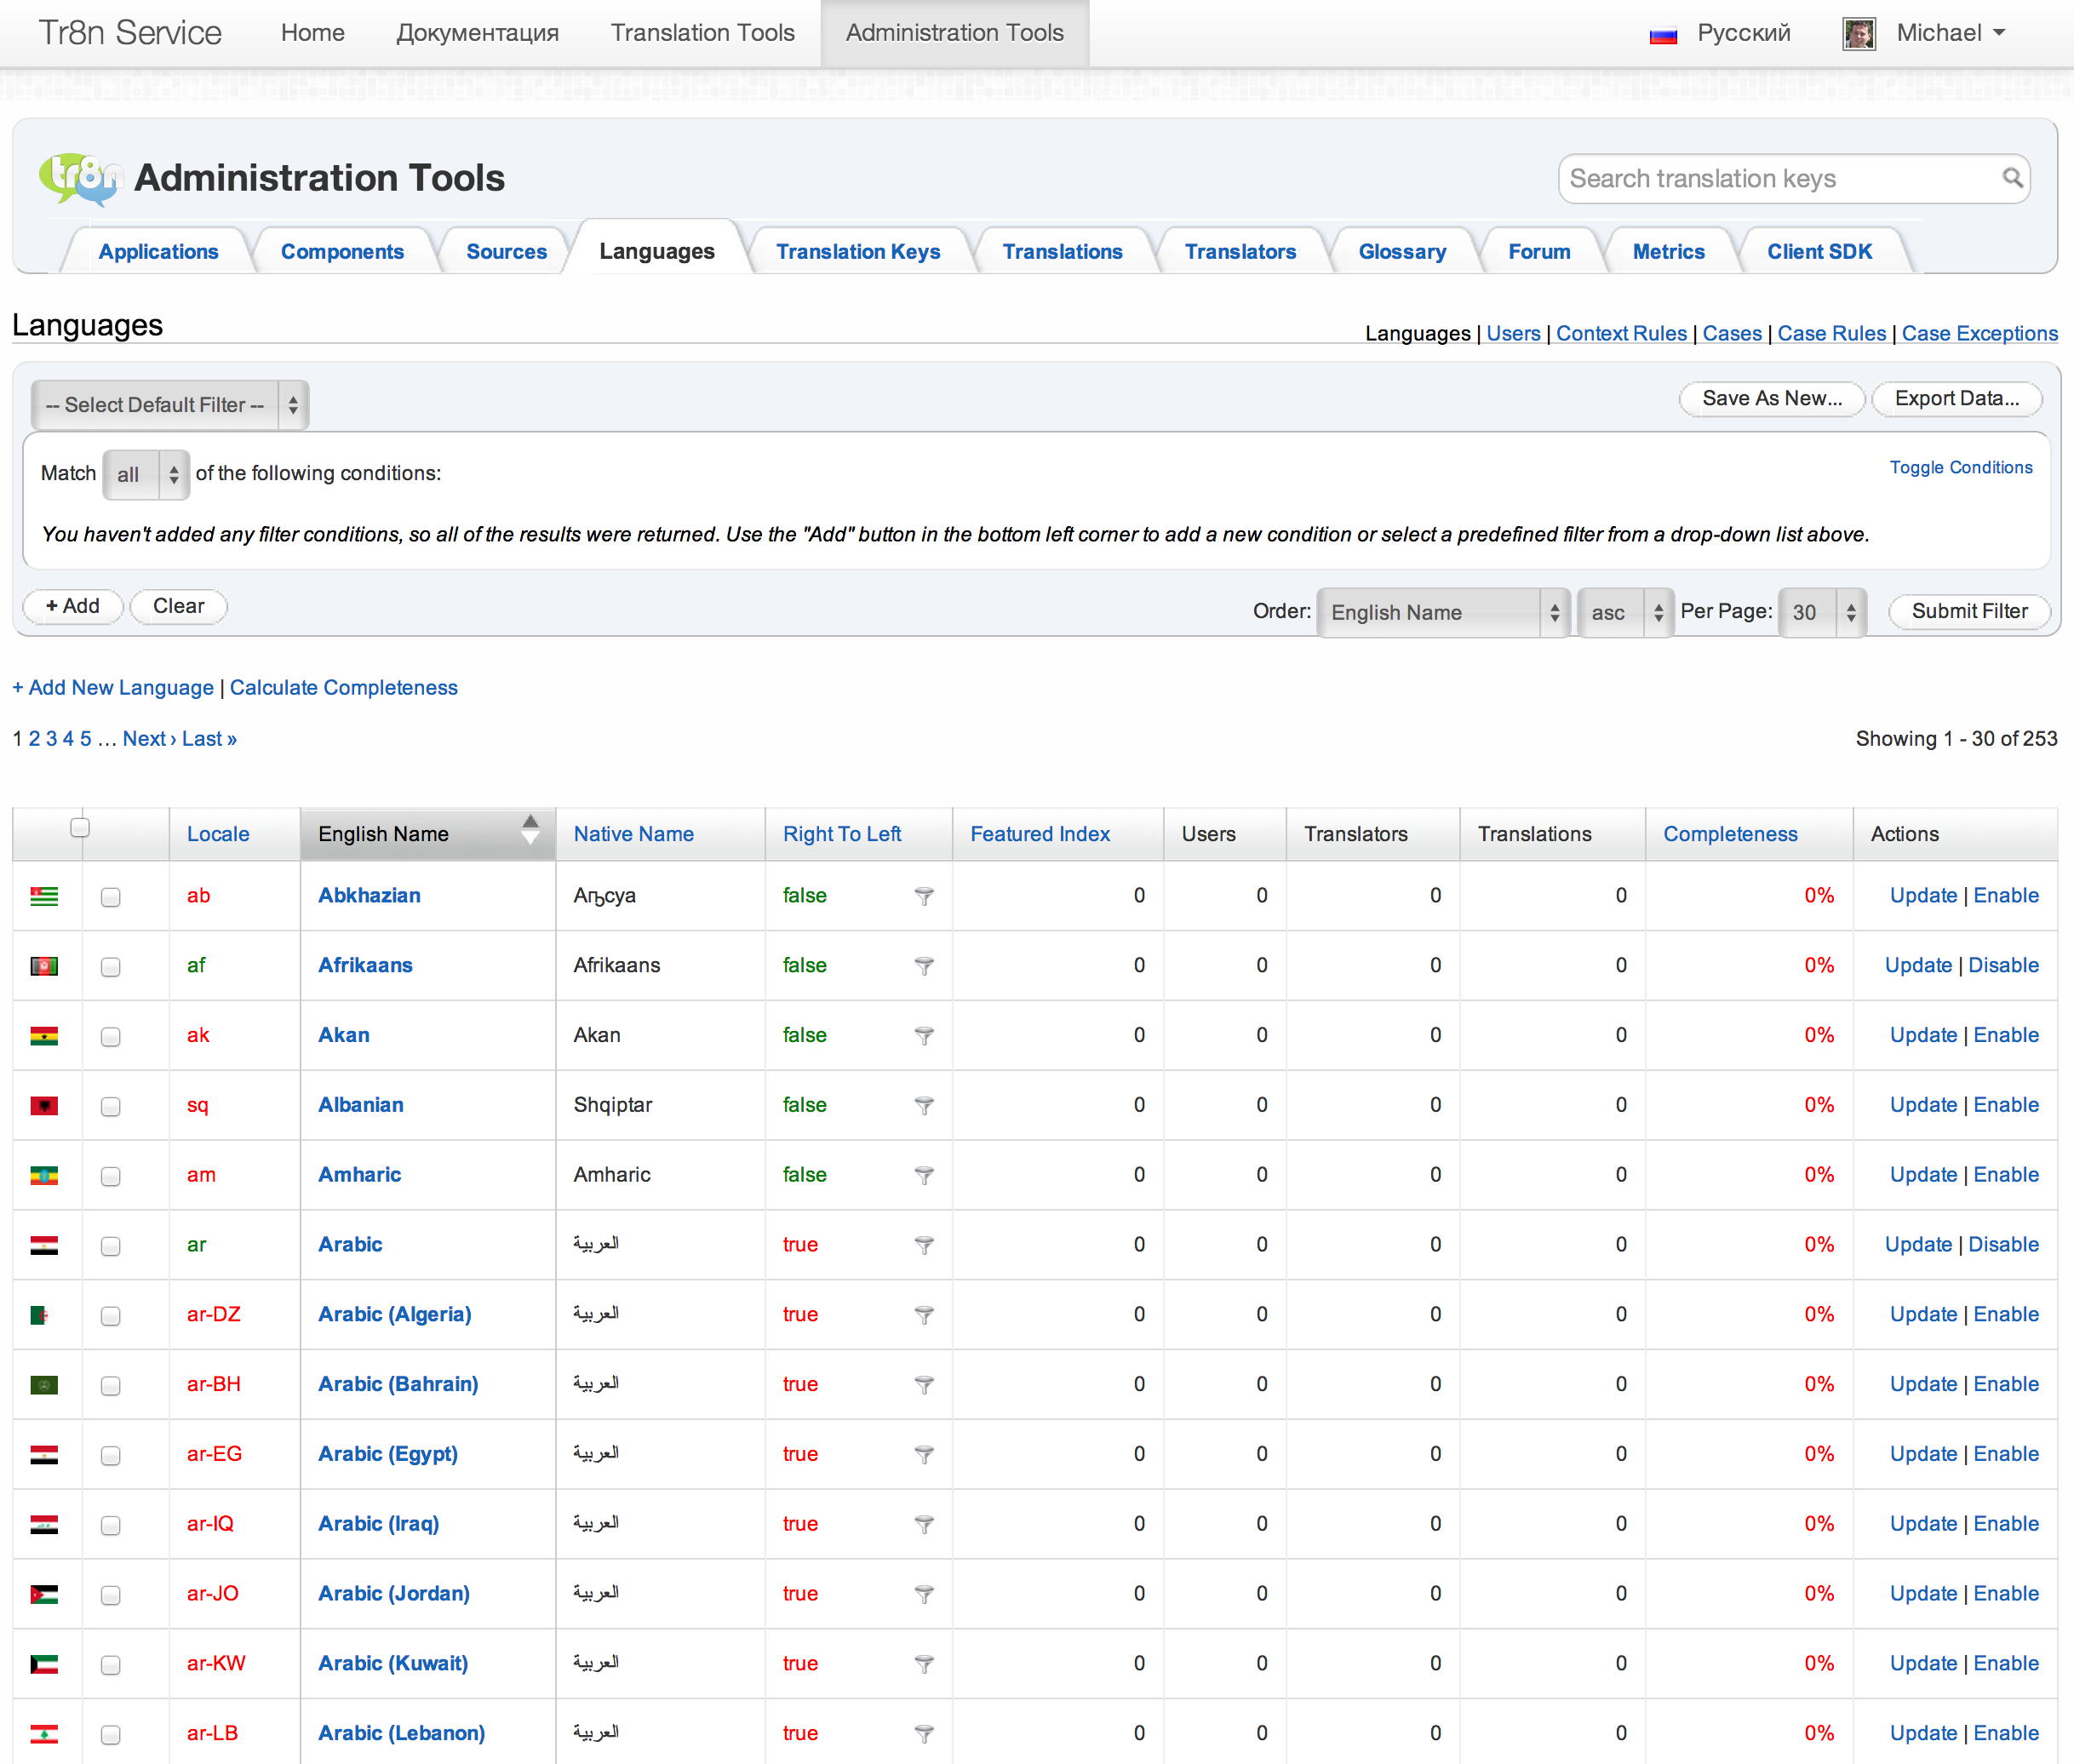 Tr8n Service Home Документация Translation Tools Administration Tools Русский Michael
tr8n Administration Tools Search translation keys
Applications Components Sources Languages Translation Keys Translations Translators Glossary Forum Metrics Client SDK
Languages Languages | Users | Context Rules | Cases | Case Rules | Case Exceptions
-- Select Default Filter -- Save As New... Export Data...
Match all of the following conditions: Toggle Conditions
You haven't added any filter conditions, so all of the results were returned. Use the "Add" button in the bottom left corner to add a new condition or select a predefined filter from a drop-down list above.
+ Add Clear Order: English Name asc Per Page: 30 Submit Filter
+ Add New Language | Calculate Completeness
1 2 3 4 5 … Next › Last » Showing 1 - 30 of 253
Locale English Name Native Name Right To Left Featured Index Users Translators Translations Completeness Actions
ab Abkhazian Аҧсуа false 0 0 0 0 0% Update | Enable
af Afrikaans Afrikaans false 0 0 0 0 0% Update | Disable
ak Akan Akan false 0 0 0 0 0% Update | Enable
sq Albanian Shqiptar false 0 0 0 0 0% Update | Enable
am Amharic Amharic false 0 0 0 0 0% Update | Enable
ar Arabic العربية true 0 0 0 0 0% Update | Disable
ar-DZ Arabic (Algeria) العربية true 0 0 0 0 0% Update | Enable
ar-BH Arabic (Bahrain) العربية true 0 0 0 0 0% Update | Enable
ar-EG Arabic (Egypt) العربية true 0 0 0 0 0% Update | Enable
ar-IQ Arabic (Iraq) العربية true 0 0 0 0 0% Update | Enable
ar-JO Arabic (Jordan) العربية true 0 0 0 0 0% Update | Enable
ar-KW Arabic (Kuwait) العربية true 0 0 0 0 0% Update | Enable
ar-LB Arabic (Lebanon) العربية true 0 0 0 0 0% Update | Enable